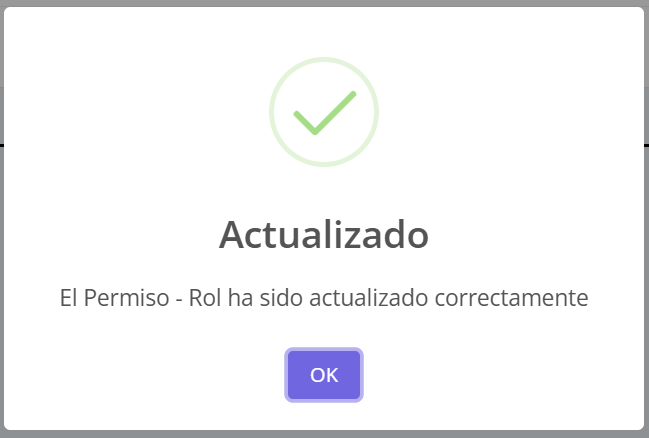 Actualizado
El Permiso - Rol ha sido actualizado correctamente
OK